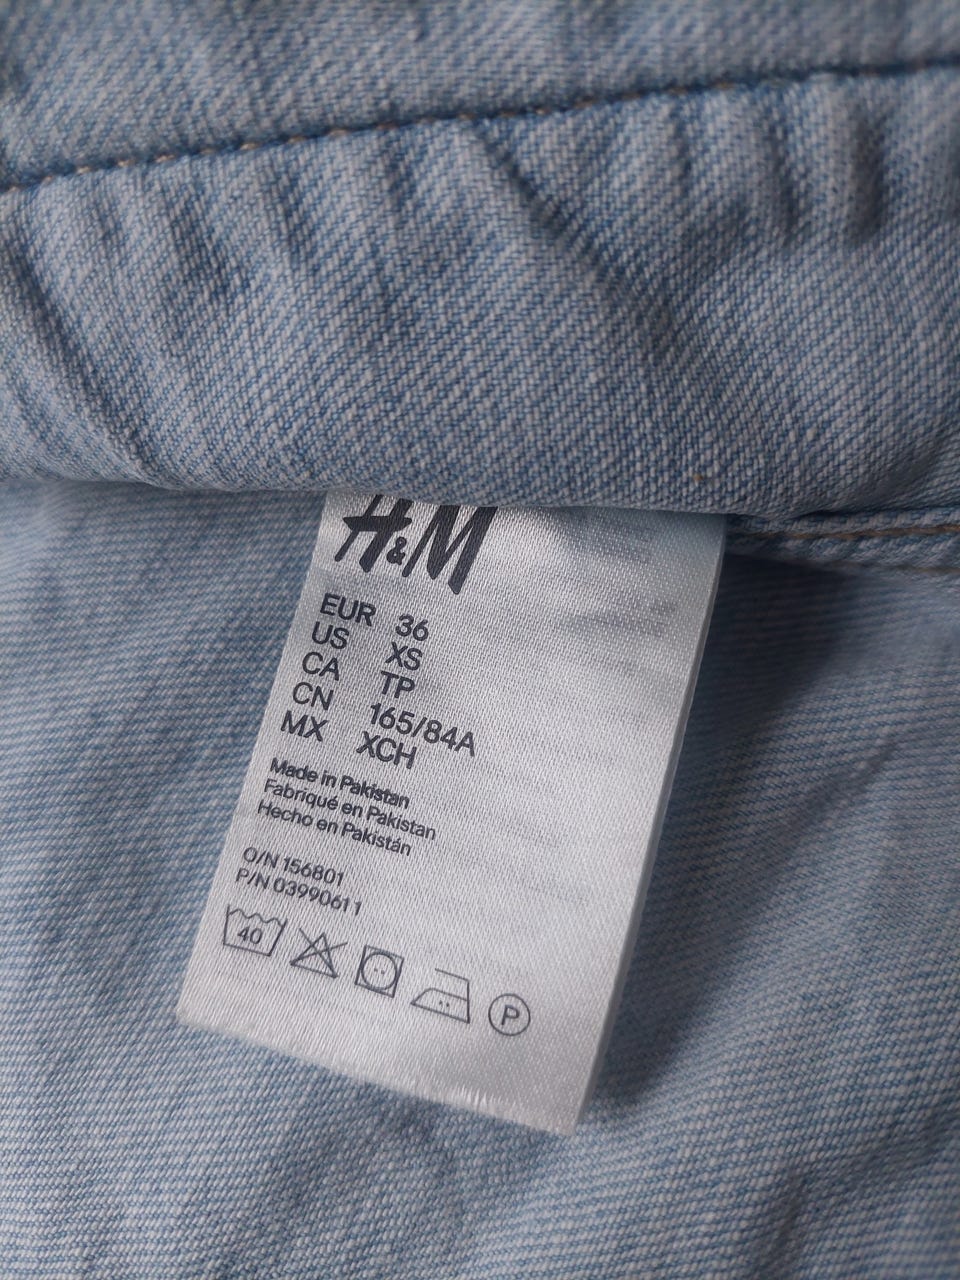 H&M
EUR 36
US XS
CA TP
CN 165/84A
MX XCH
Made in Pakistan
Fabriqué en Pakistan
Hecho en Pakistán
O/N 156801
P/N 03990611
40
P